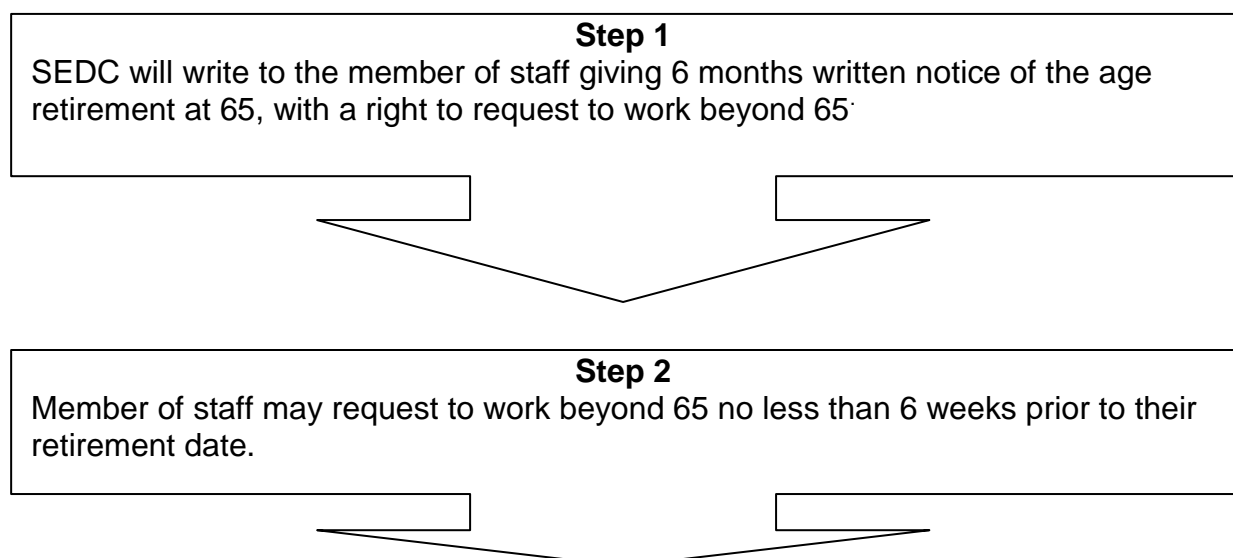 Step 1
SEDC will write to the member of staff giving 6 months written notice of the age
retirement at 65, with a right to request to work beyond 65.
Step 2
Member of staff may request to work beyond 65 no less than 6 weeks prior to their
retirement date.